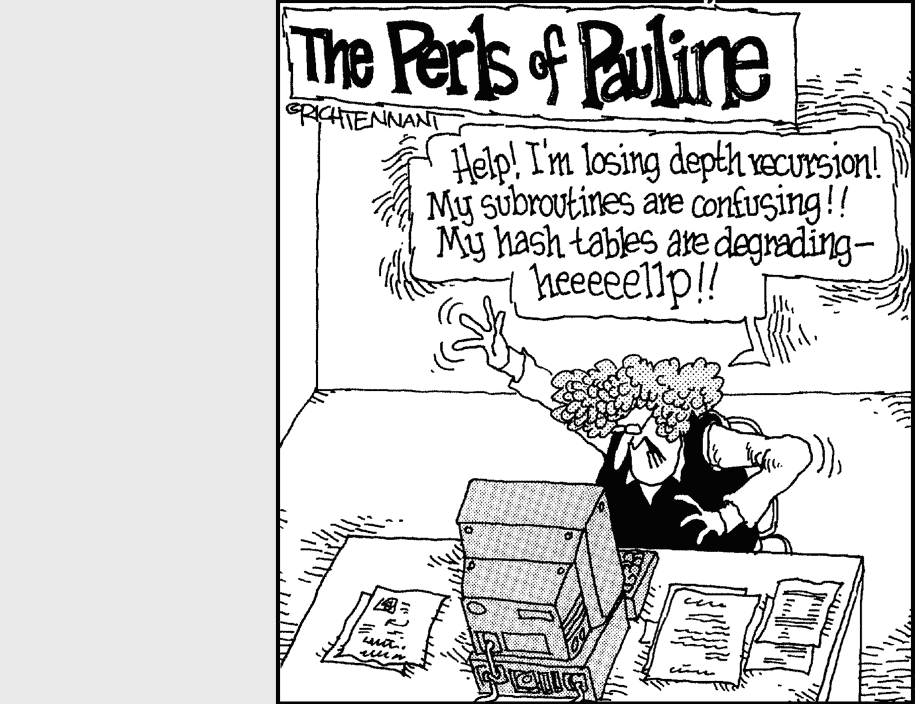 The Perls of Pauline
©RICHTENNANT
Help! I'm losing depth recursion!
My subroutines are confusing!!
My hash tables are degrading—
heeeeellp!!